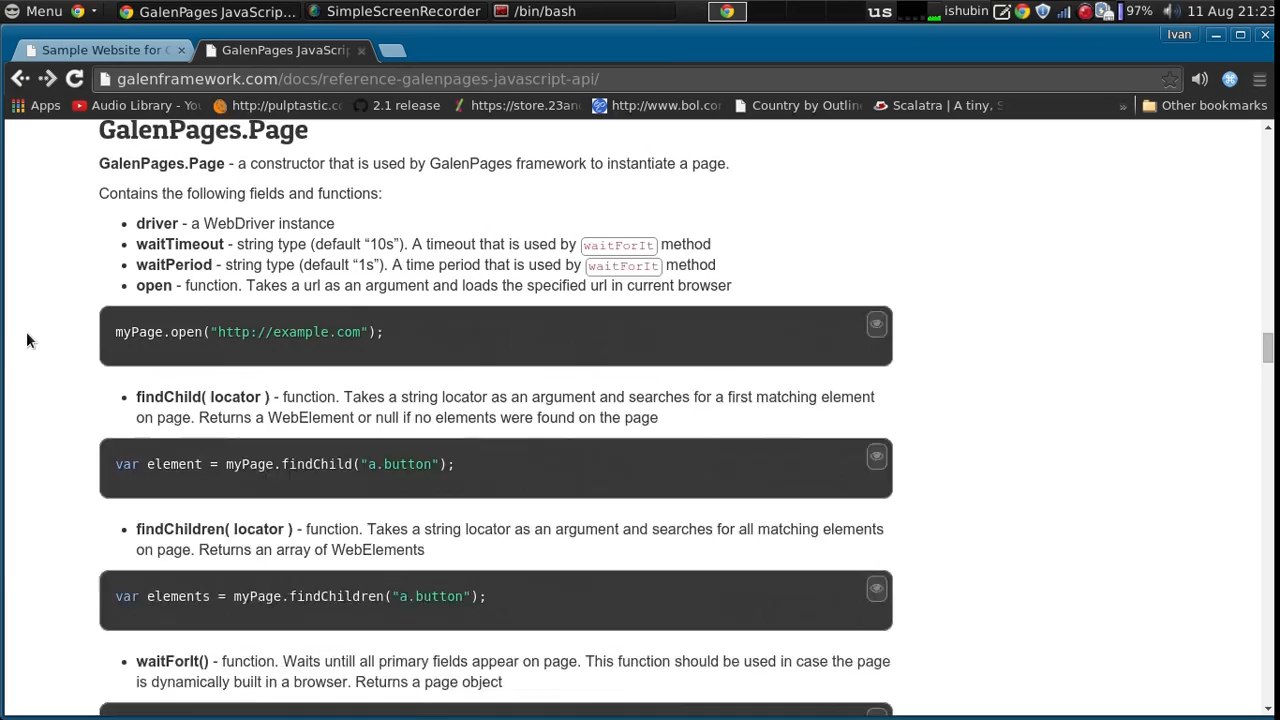 Menu GalenPages JavaScrip... SimpleScreenRecorder /bin/bash us ishubin 97% 11 Aug 21:23
Ivan
Sample Website for G GalenPages JavaScri
galenframework.com/docs/reference-galenpages-javascript-api/
Apps Audio Library - You http://pulptastic.co 2.1 release https://store.23an http://www.bol.com Country by Outline Scalatra | A tiny, S » Other bookmarks
GalenPages.Page
GalenPages.Page - a constructor that is used by GalenPages framework to instantiate a page.
Contains the following fields and functions:
• driver - a WebDriver instance
• waitTimeout - string type (default “10s”). A timeout that is used by waitForIt method
• waitPeriod - string type (default “1s”). A time period that is used by waitForIt method
• open - function. Takes a url as an argument and loads the specified url in current browser
myPage.open("http://example.com");
• findChild( locator ) - function. Takes a string locator as an argument and searches for a first matching element
on page. Returns a WebElement or null if no elements were found on the page
var element = myPage.findChild("a.button");
• findChildren( locator ) - function. Takes a string locator as an argument and searches for all matching elements
on page. Returns an array of WebElements
var elements = myPage.findChildren("a.button");
• waitForIt() - function. Waits untill all primary fields appear on page. This function should be used in case the page
is dynamically built in a browser. Returns a page object